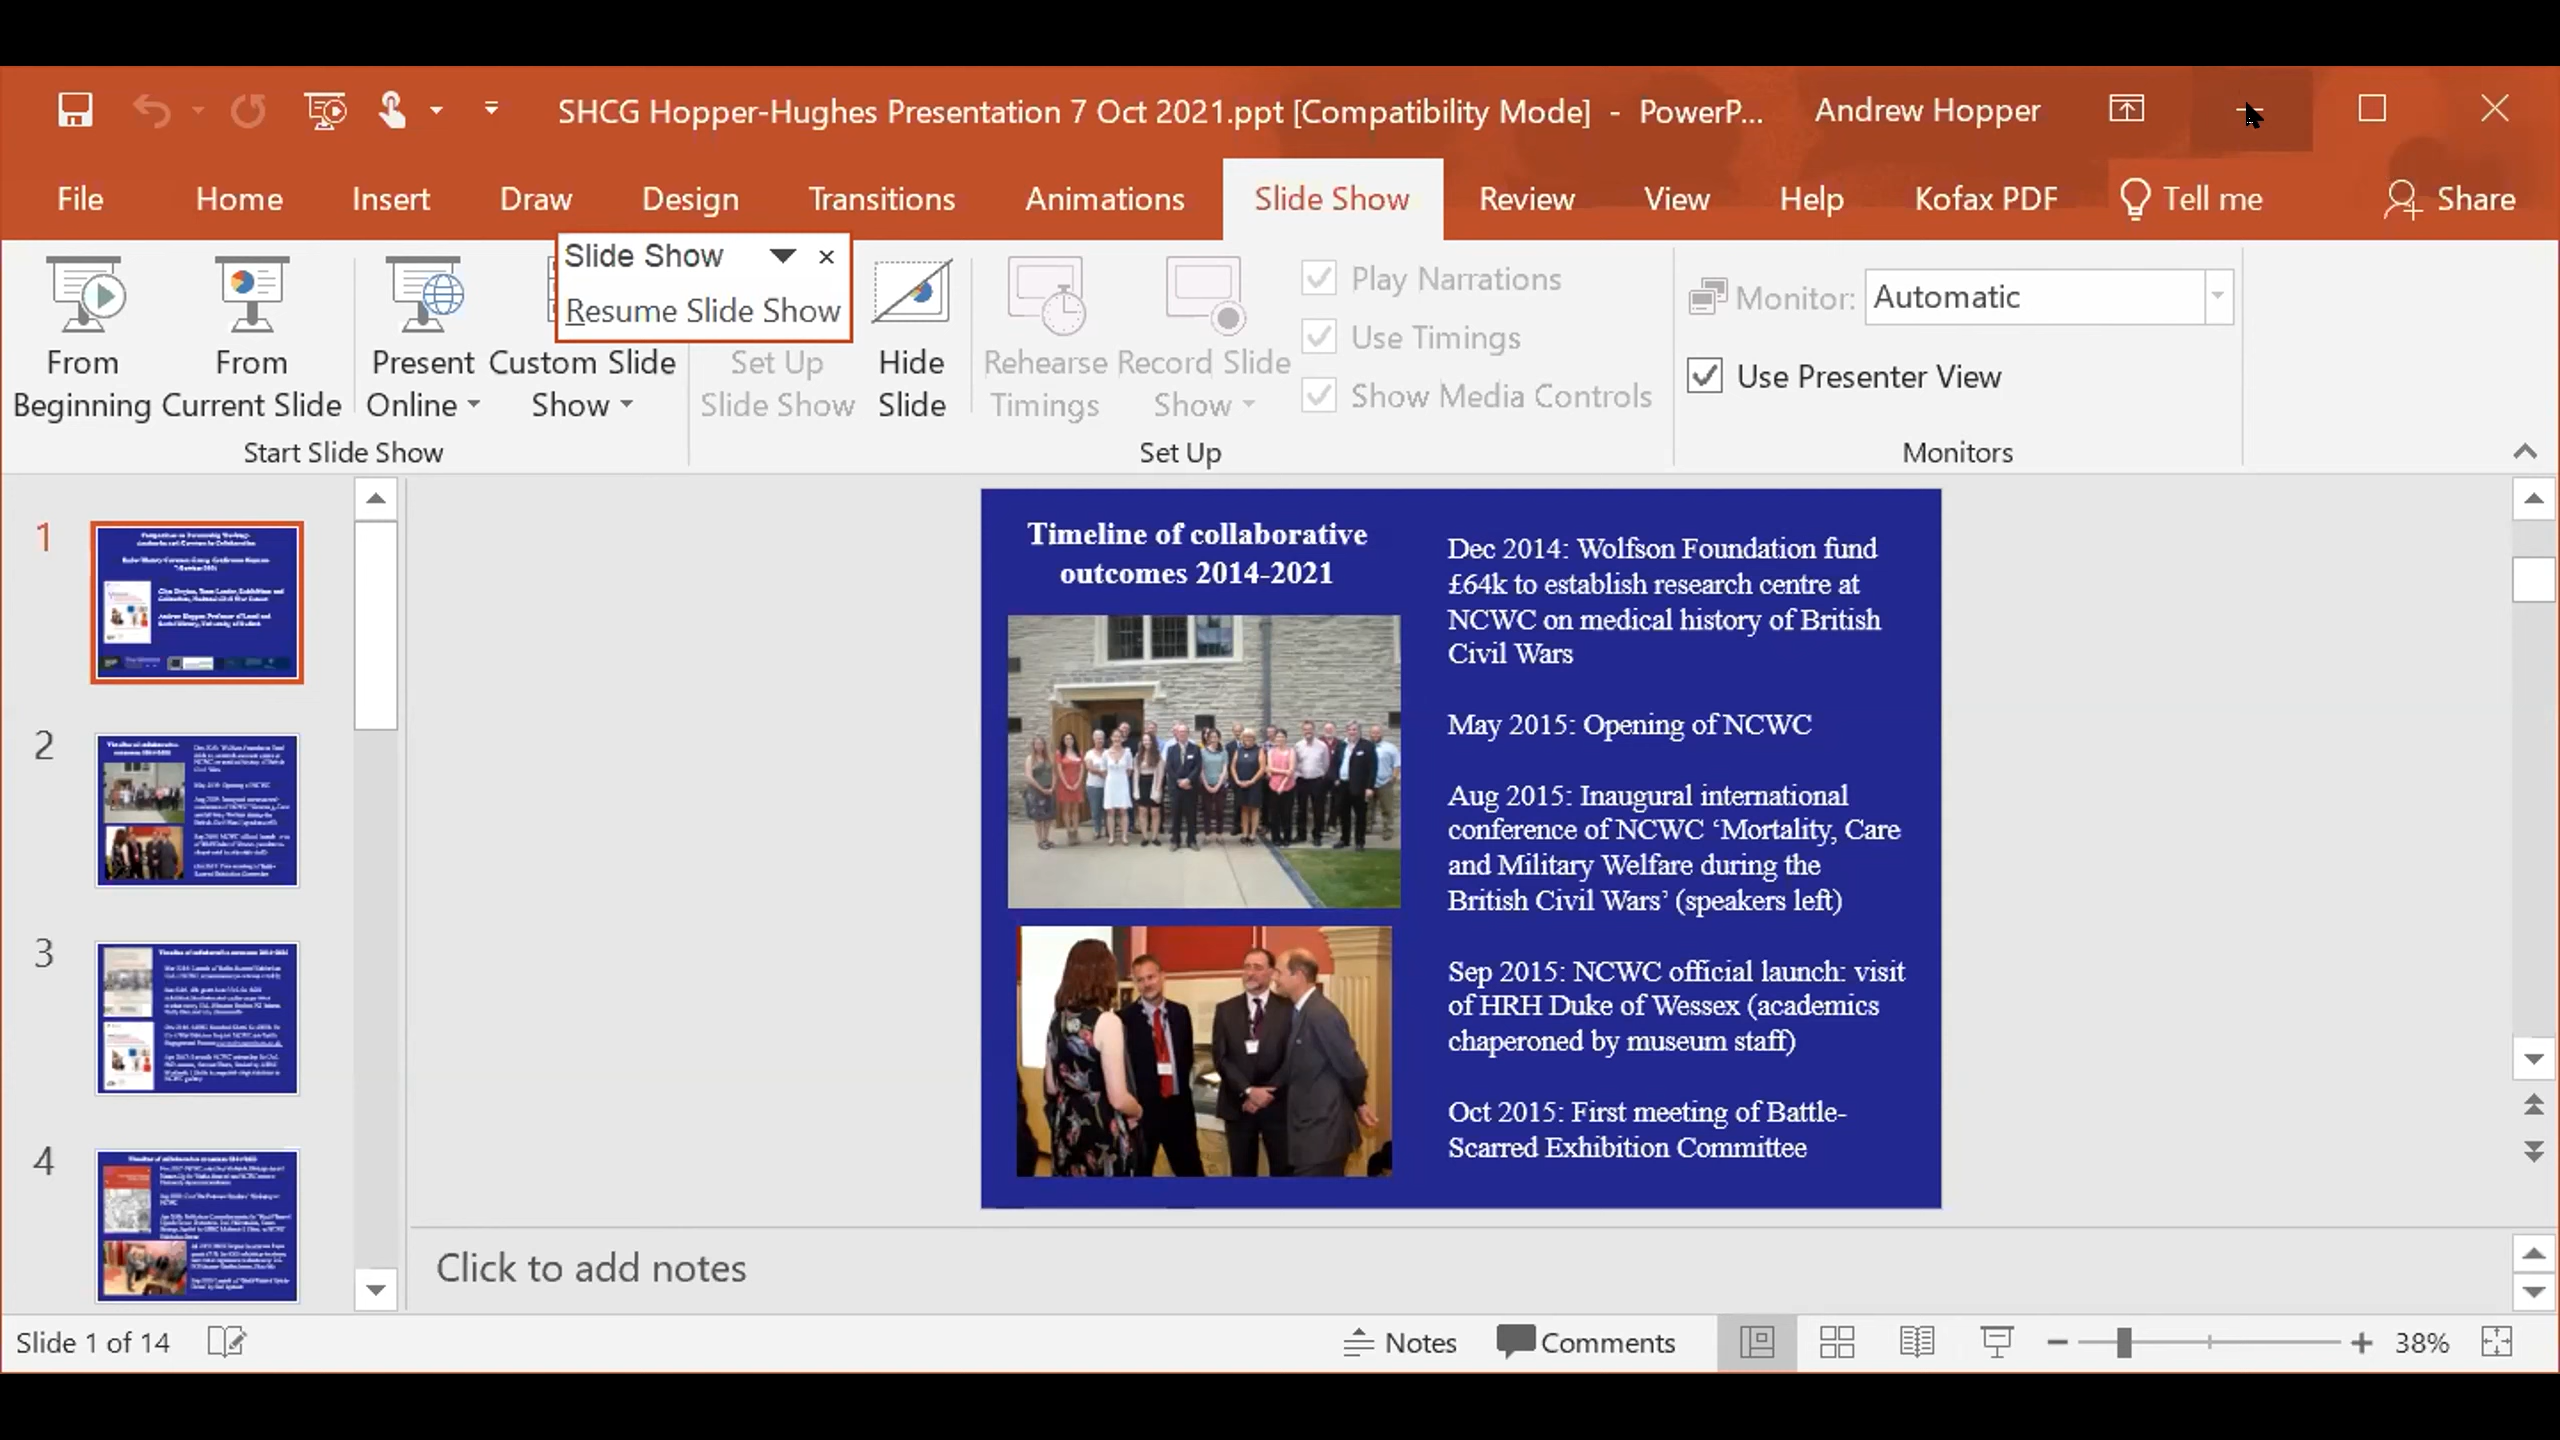 SHCG Hopper-Hughes Presentation 7 Oct 2021.ppt [Compatibility Mode] - PowerP...
Andrew Hopper
File
Home
Insert
Draw
Design
Transitions
Animations
Slide Show
Review
View
Help
Kofax PDF
Tell me
Share
Slide Show
Resume Slide Show
From
Beginning
From
Current Slide
Present
Online
Custom Slide
Show
Set Up
Slide Show
Hide
Slide
Rehearse
Timings
Record Slide
Show
Play Narrations
Use Timings
Show Media Controls
Monitor:
Automatic
Use Presenter View
Start Slide Show
Set Up
Monitors
1
2
3
4
Timeline of collaborative
outcomes 2014-2021
Dec 2014: Wolfson Foundation fund
£64k to establish research centre at
NCWC on medical history of British
Civil Wars
May 2015: Opening of NCWC
Aug 2015: Inaugural international
conference of NCWC ‘Mortality, Care
and Military Welfare during the
British Civil Wars’ (speakers left)
Sep 2015: NCWC official launch: visit
of HRH Duke of Wessex (academics
chaperoned by museum staff)
Oct 2015: First meeting of Battle-
Scarred Exhibition Committee
Click to add notes
Slide 1 of 14
Notes
Comments
38%